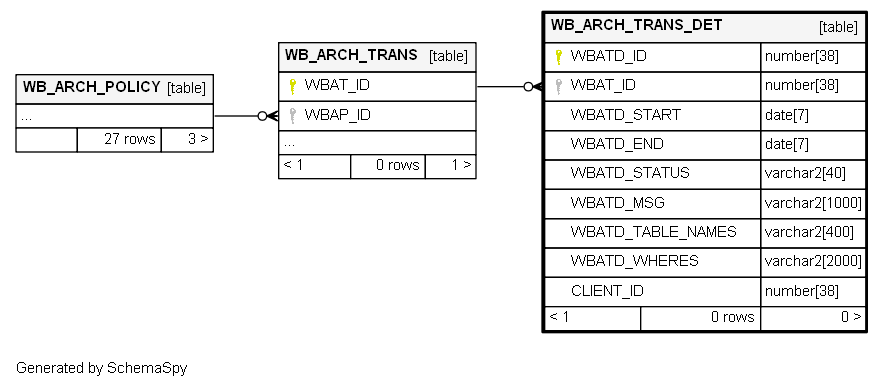 WB_ARCH_POLICY [table]
...
27 rows 3 >
WB_ARCH_TRANS [table]
WBAT_ID
WBAP_ID
...
< 1 0 rows 1 >
WB_ARCH_TRANS_DET [table]
WBATD_ID number[38]
WBAT_ID number[38]
WBATD_START date[7]
WBATD_END date[7]
WBATD_STATUS varchar2[40]
WBATD_MSG varchar2[1000]
WBATD_TABLE_NAMES varchar2[400]
WBATD_WHERES varchar2[2000]
CLIENT_ID number[38]
< 1 0 rows 0 >
Generated by SchemaSpy